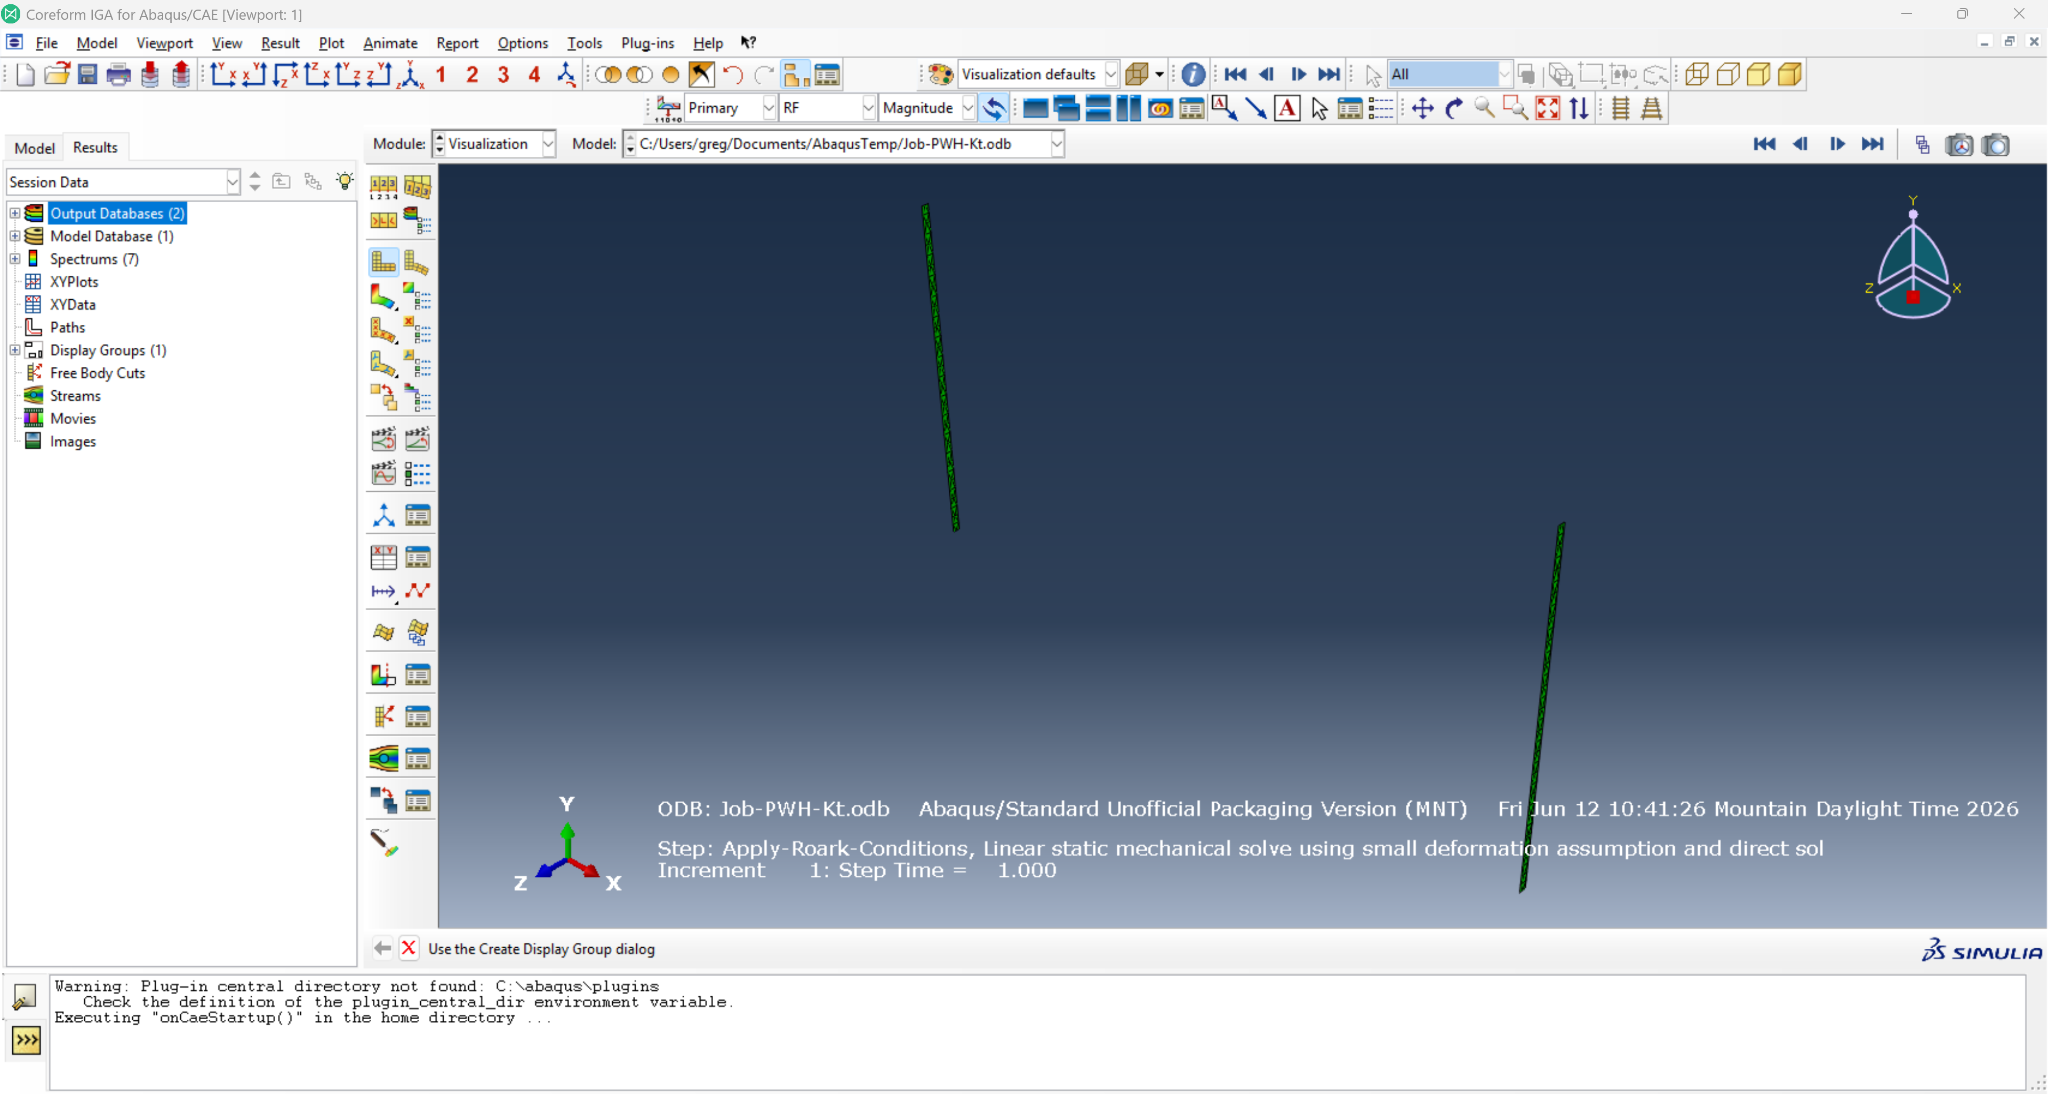 Coreform IGA for Abaqus/CAE [Viewport: 1]
File Model Viewport View Result Plot Animate Report Options Tools Plug-ins Help
1 2 3 4 Visualization defaults All
Primary RF Magnitude
Model Results
Module: Visualization Model: C:/Users/greg/Documents/AbaqusTemp/Job-PWH-Kt.odb
Session Data
Output Databases (2)
Model Database (1)
Spectrums (7)
XYPlots
XYData
Paths
Display Groups (1)
Free Body Cuts
Streams
Movies
Images
Y
Z X
Y
Z X
ODB: Job-PWH-Kt.odb Abaqus/Standard Unofficial Packaging Version (MNT) Fri Jun 12 10:41:26 Mountain Daylight Time 2026
Step: Apply-Roark-Conditions, Linear static mechanical solve using small deformation assumption and direct sol
Increment 1: Step Time = 1.000
Use the Create Display Group dialog
SIMULIA
Warning: Plug-in central directory not found: C:\abaqus\plugins
Check the definition of the plugin_central_dir environment variable.
Executing "onCaeStartup()" in the home directory ...
>>>